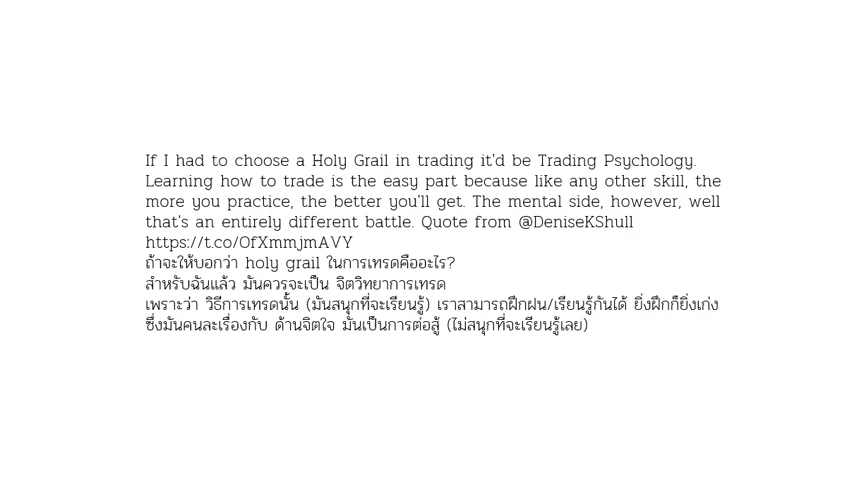 If I had to choose a Holy Grail in trading it'd be Trading Psychology.
Learning how to trade is the easy part because like any other skill, the
more you practice, the better you'll get. The mental side, however, well
that's an entirely different battle. Quote from @DeniseKShull
https://t.co/OfXmmjmAVY
ถ้าจะให้บอกว่า holy grail ในการเทรดคืออะไร?
สำหรับฉันแล้ว มันควรจะเป็น จิตวิทยาการเทรด
เพราะว่า วิธีการเทรดนั้น (มันสนุกที่จะเรียนรู้) เราสามารถฝึกฝน/เรียนรู้กันได้ ยิ่งฝึกก็ยิ่งเก่ง
ซึ่งมันคนละเรื่องกับ ด้านจิตใจ มันเป็นการต่อสู้ (ไม่สนุกที่จะเรียนรู้เลย)